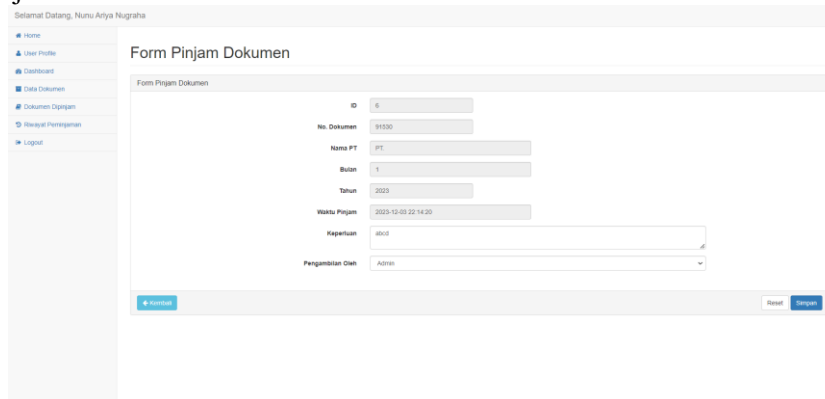 Selamat Datang, Nunu Ariya Nugraha
Home
User Profile
Dashboard
Data Dokumen
Dokumen Dipinjam
Riwayat Peminjaman
Logout
Form Pinjam Dokumen
Form Pinjam Dokumen
ID 6
No. Dokumen 91530
Nama PT PT.
Bulan 1
Tahun 2023
Waktu Pinjam 2023-12-03 22:14:20
Keperluan abcd
Pengambilan Oleh Admin
Kembali Reset Simpan